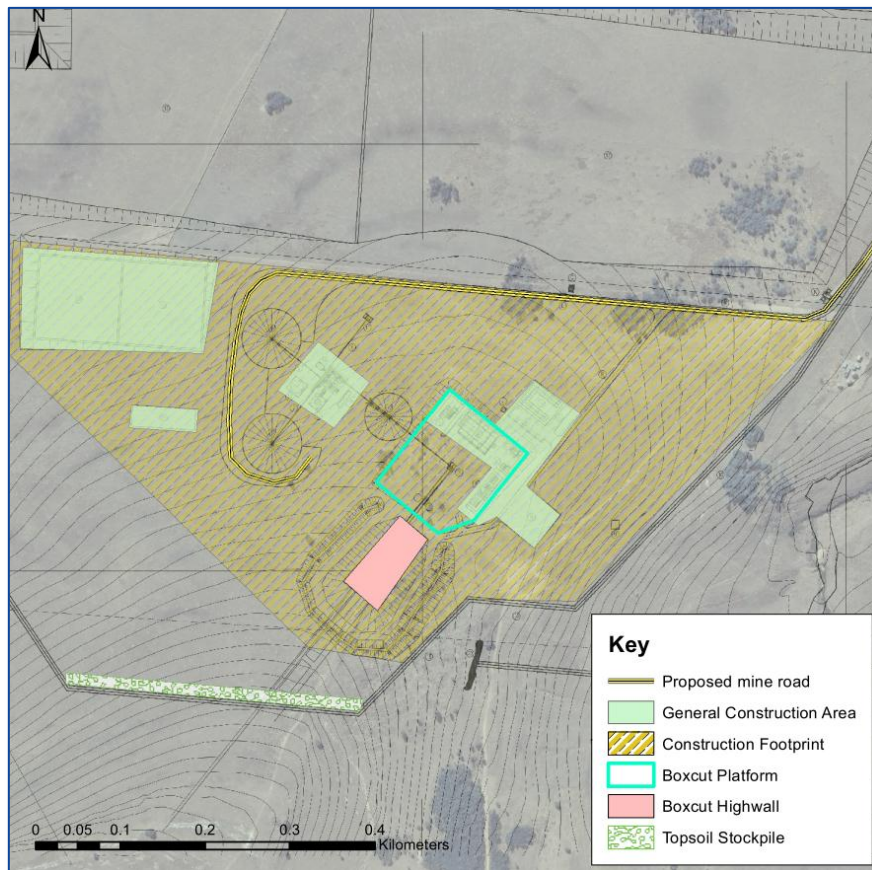 N
Key
Proposed mine road
General Construction Area
Construction Footprint
Boxcut Platform
Boxcut Highwall
Topsoil Stockpile
0 0.05 0.1 0.2 0.3 0.4
Kilometers